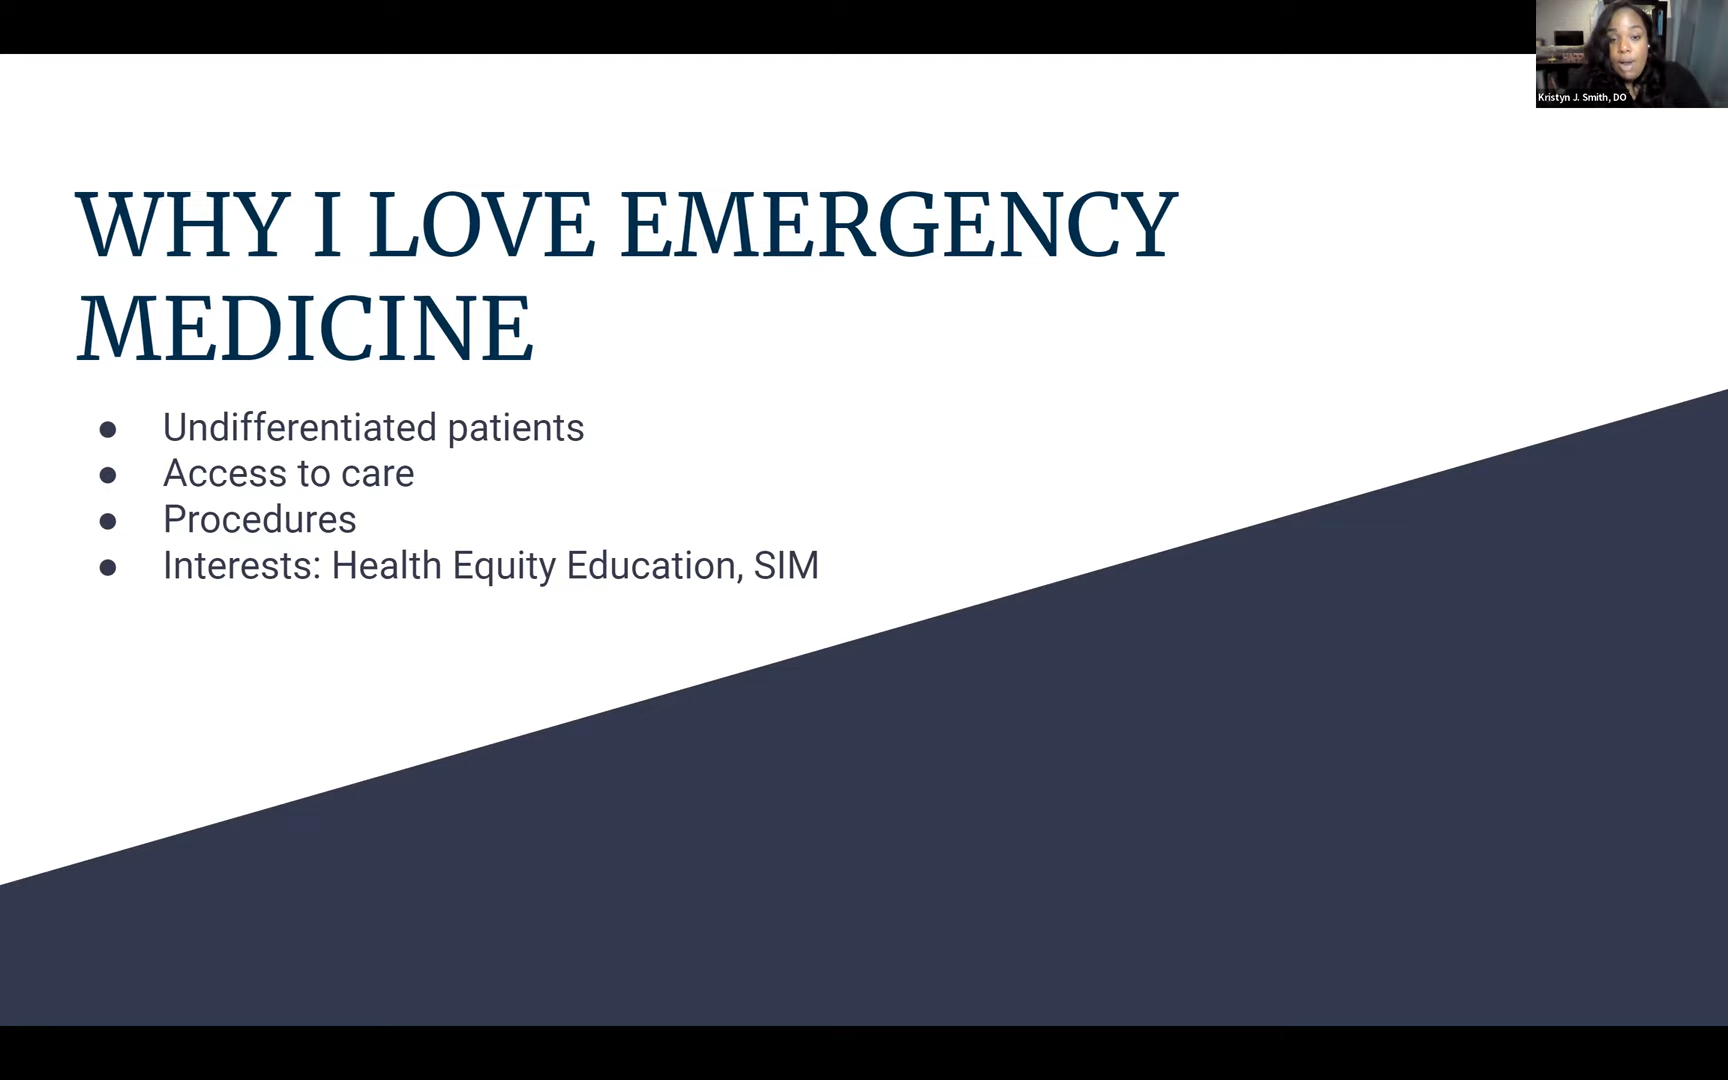 Kristyn J. Smith, DO
WHY I LOVE EMERGENCY
MEDICINE
● Undifferentiated patients
● Access to care
● Procedures
● Interests: Health Equity Education, SIM